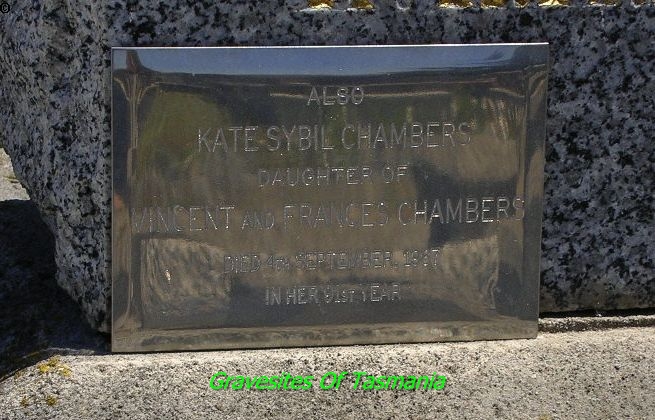 ©
ALSO
KATE SYBIL CHAMBERS
DAUGHTER OF
VINCENT AND FRANCES CHAMBERS
DIED 4TH SEPTEMBER, 1967
IN HER 91ST YEAR
Gravesites Of Tasmania